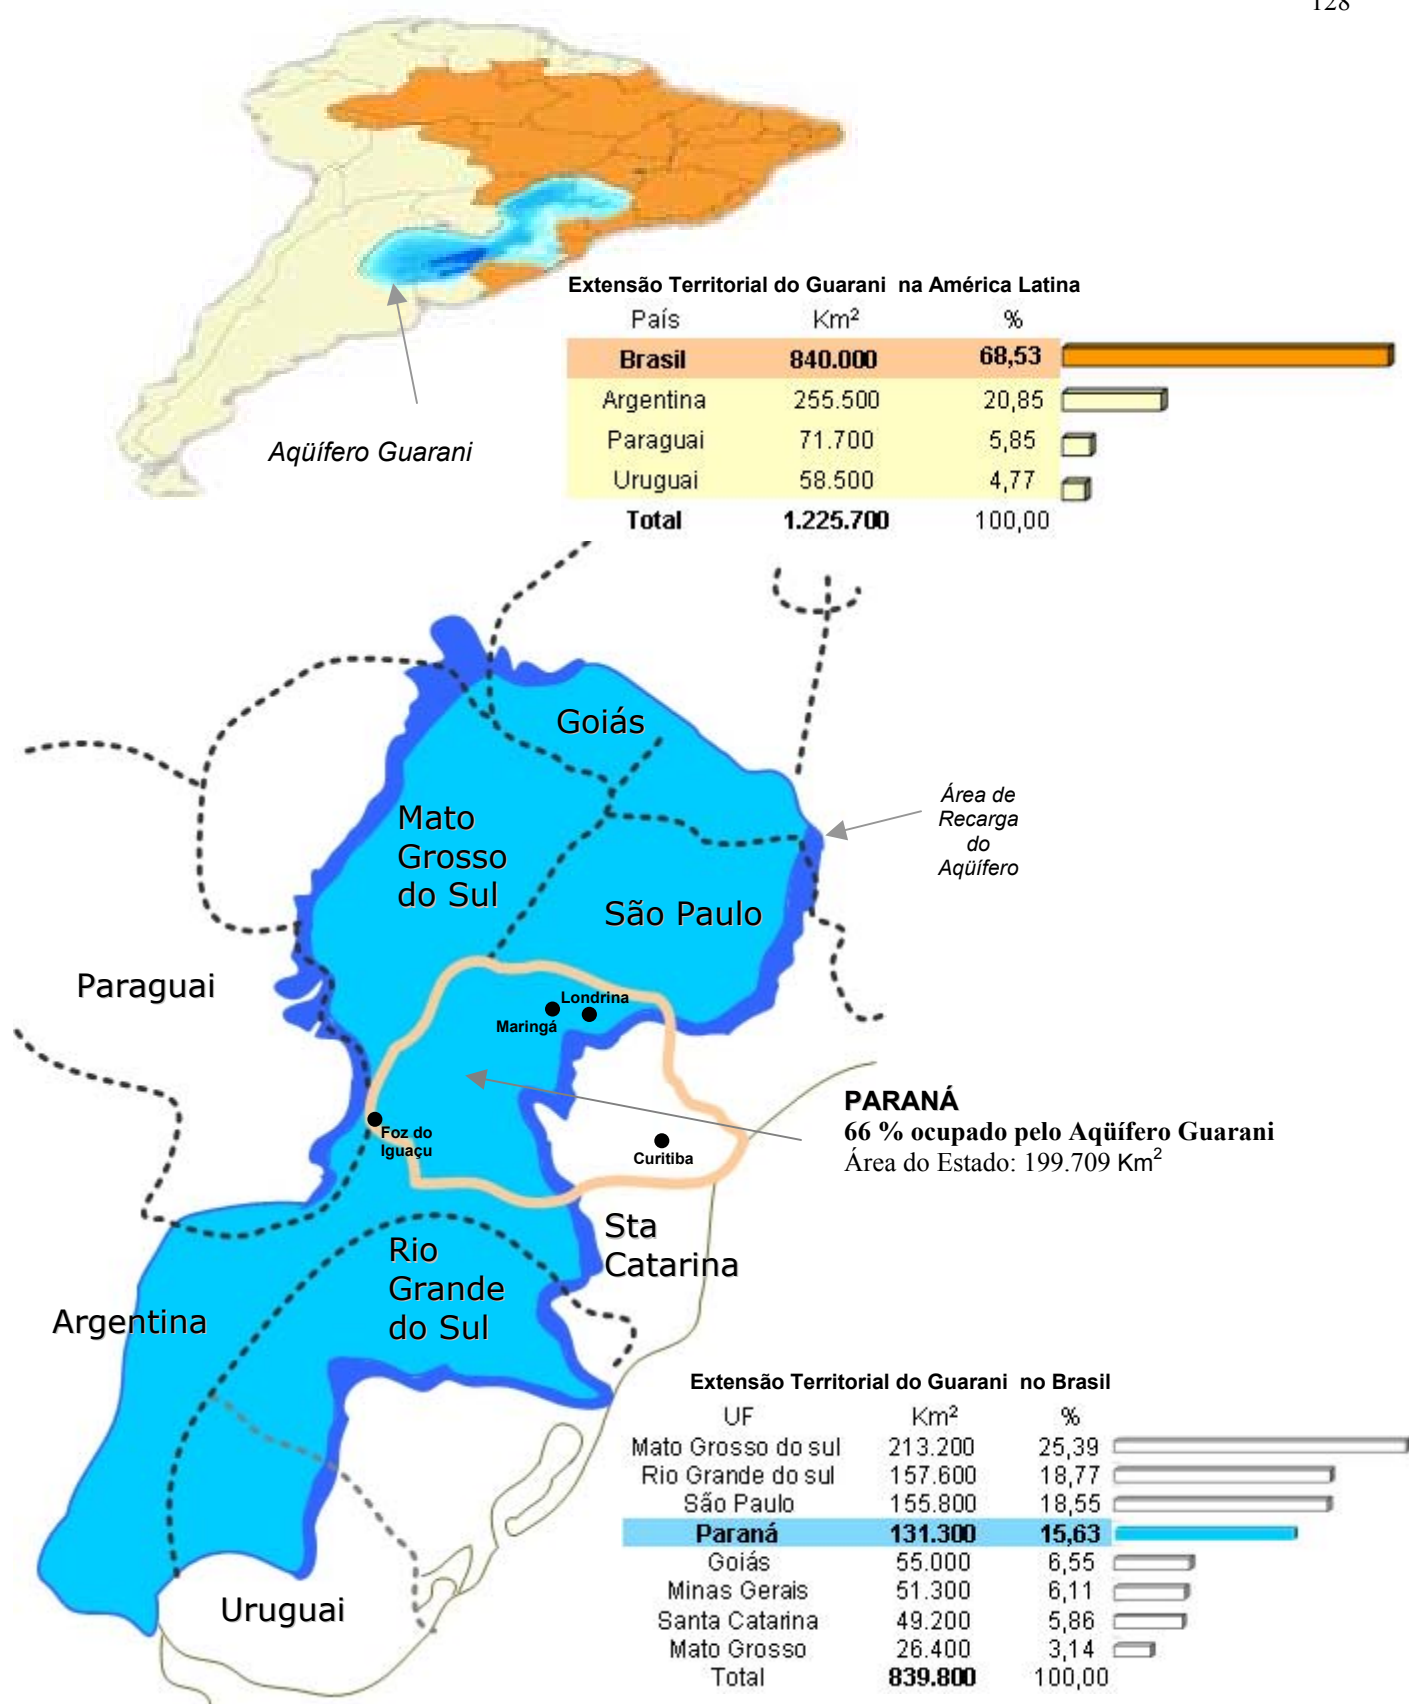 128
Extensão Territorial do Guarani na América Latina
País Km² %
Brasil 840.000 68,53
Argentina 255.500 20,85
Paraguai 71.700 5,85
Uruguai 58.500 4,77
Total 1.225.700 100,00
Aqüífero Guarani
Goiás
Mato
Grosso
do Sul
São Paulo
Área de
Recarga
do
Aqüífero
Paraguai
Londrina
Maringá
PARANÁ
66 % ocupado pelo Aqüífero Guarani
Área do Estado: 199.709 Km²
Foz do
Iguaçu
Curitiba
Sta
Catarina
Rio
Grande
do Sul
Argentina
Uruguai
Extensão Territorial do Guarani no Brasil
UF Km² %
Mato Grosso do sul 213.200 25,39
Rio Grande do sul 157.600 18,77
São Paulo 155.800 18,55
Paraná 131.300 15,63
Goiás 55.000 6,55
Minas Gerais 51.300 6,11
Santa Catarina 49.200 5,86
Mato Grosso 26.400 3,14
Total 839.800 100,00